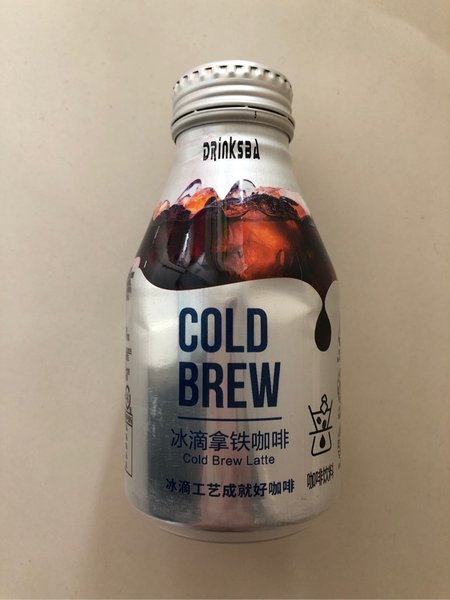 DRinksBA
COLD
BREW
冰滴拿铁咖啡
Cold Brew Latte
冰滴工艺成就好咖啡
咖啡饮料